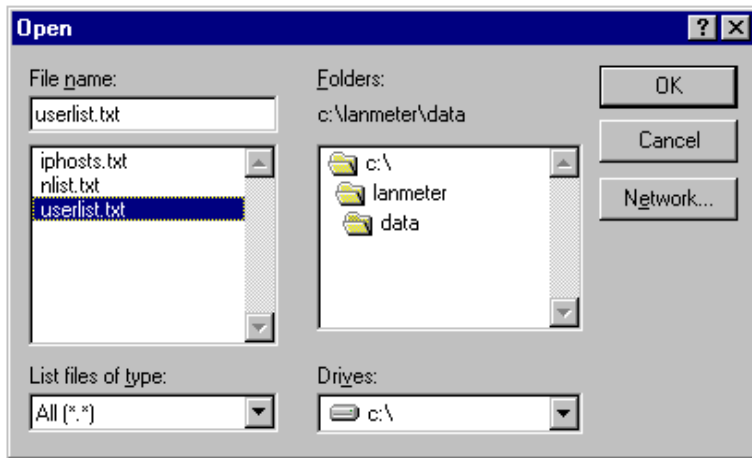 Open
File name:
userlist.txt
iphosts.txt
nlist.txt
userlist.txt
List files of type:
All (*.*)
Folders:
c:\lanmeter\data
c:\
lanmeter
data
Drives:
c:\
OK
Cancel
Network...